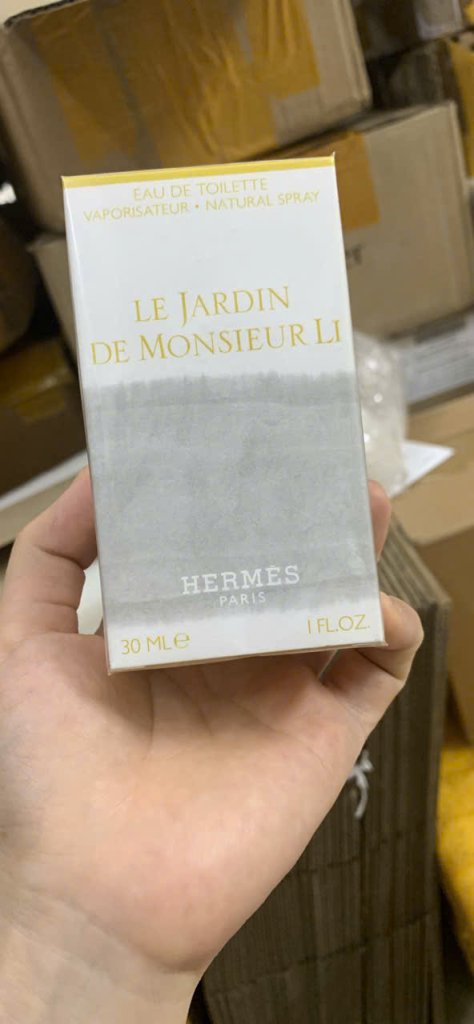 EAU DE TOILETTE
VAPORISATEUR • NATURAL SPRAY
LE JARDIN
DE MONSIEUR LI
HERMÈS
PARIS
30 ML e 1 FL.OZ.